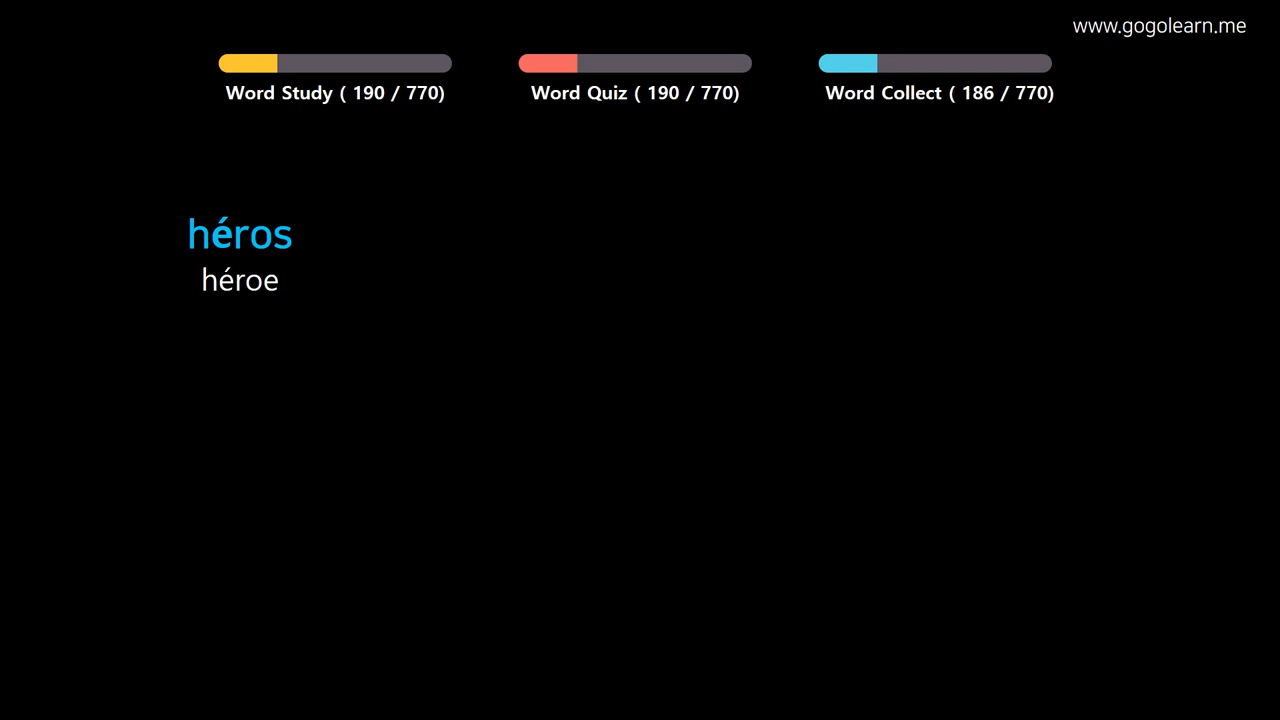 www.gogolearn.me
Word Study ( 190 / 770)
Word Quiz ( 190 / 770)
Word Collect ( 186 / 770)
héros
héroe